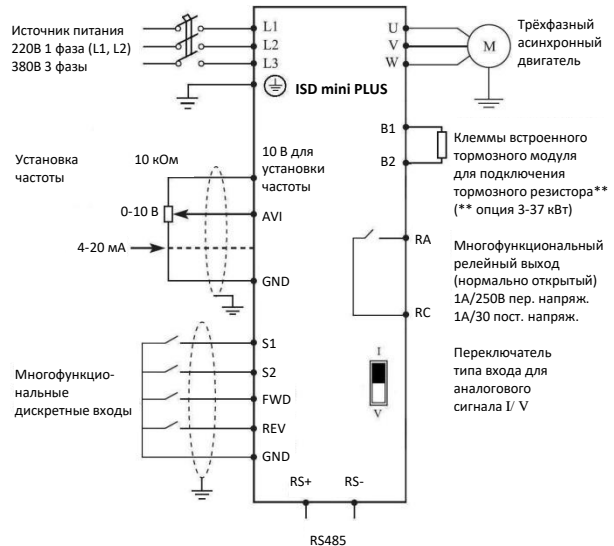 Источник питания
220В 1 фаза (L1, L2)
380В 3 фазы
L1
L2
L3
ISD mini PLUS
U
V
W
M
Трёхфазный
асинхронный
двигатель
B1
B2
Клеммы встроенного
тормозного модуля
для подключения
тормозного резистора**
(** опция 3-37 кВт)
Установка
частоты
10 кОм
10 В для
установки
частоты
0-10 В
AVI
4-20 мА
GND
RA
RC
Многофункциональный
релейный выход
(нормально открытый)
1А/250В пер. напряж.
1А/30 пост. напряж.
I
V
Переключатель
типа входа для
аналогового
сигнала I/ V
Многофункцио-
нальные
дискретные входы
S1
S2
FWD
REV
GND
RS+ RS-
RS485